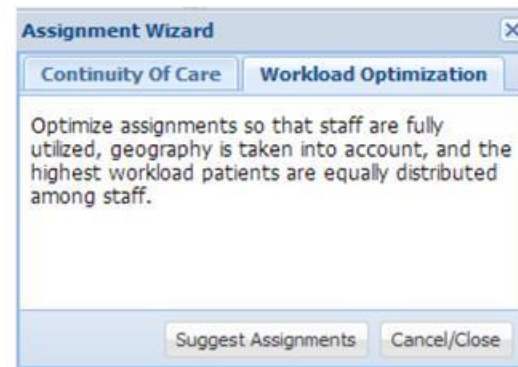 Assignment Wizard
Continuity Of Care
Workload Optimization
Optimize assignments so that staff are fully
utilized, geography is taken into account, and the
highest workload patients are equally distributed
among staff.
Suggest Assignments
Cancel/Close